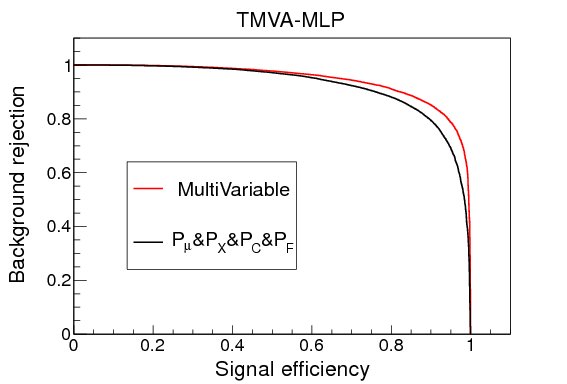 TMVA-MLP
Background rejection
1
0.8
0.6
0.4
0.2
0
MultiVariable
Pμ&PX&PC&PF
0 0.2 0.4 0.6 0.8 1
Signal efficiency